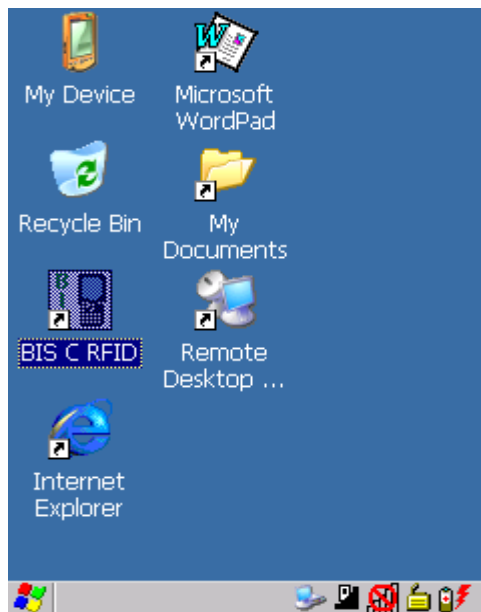 My Device
Microsoft
WordPad
Recycle Bin
My
Documents
BIS C RFID
Remote
Desktop ...
Internet
Explorer